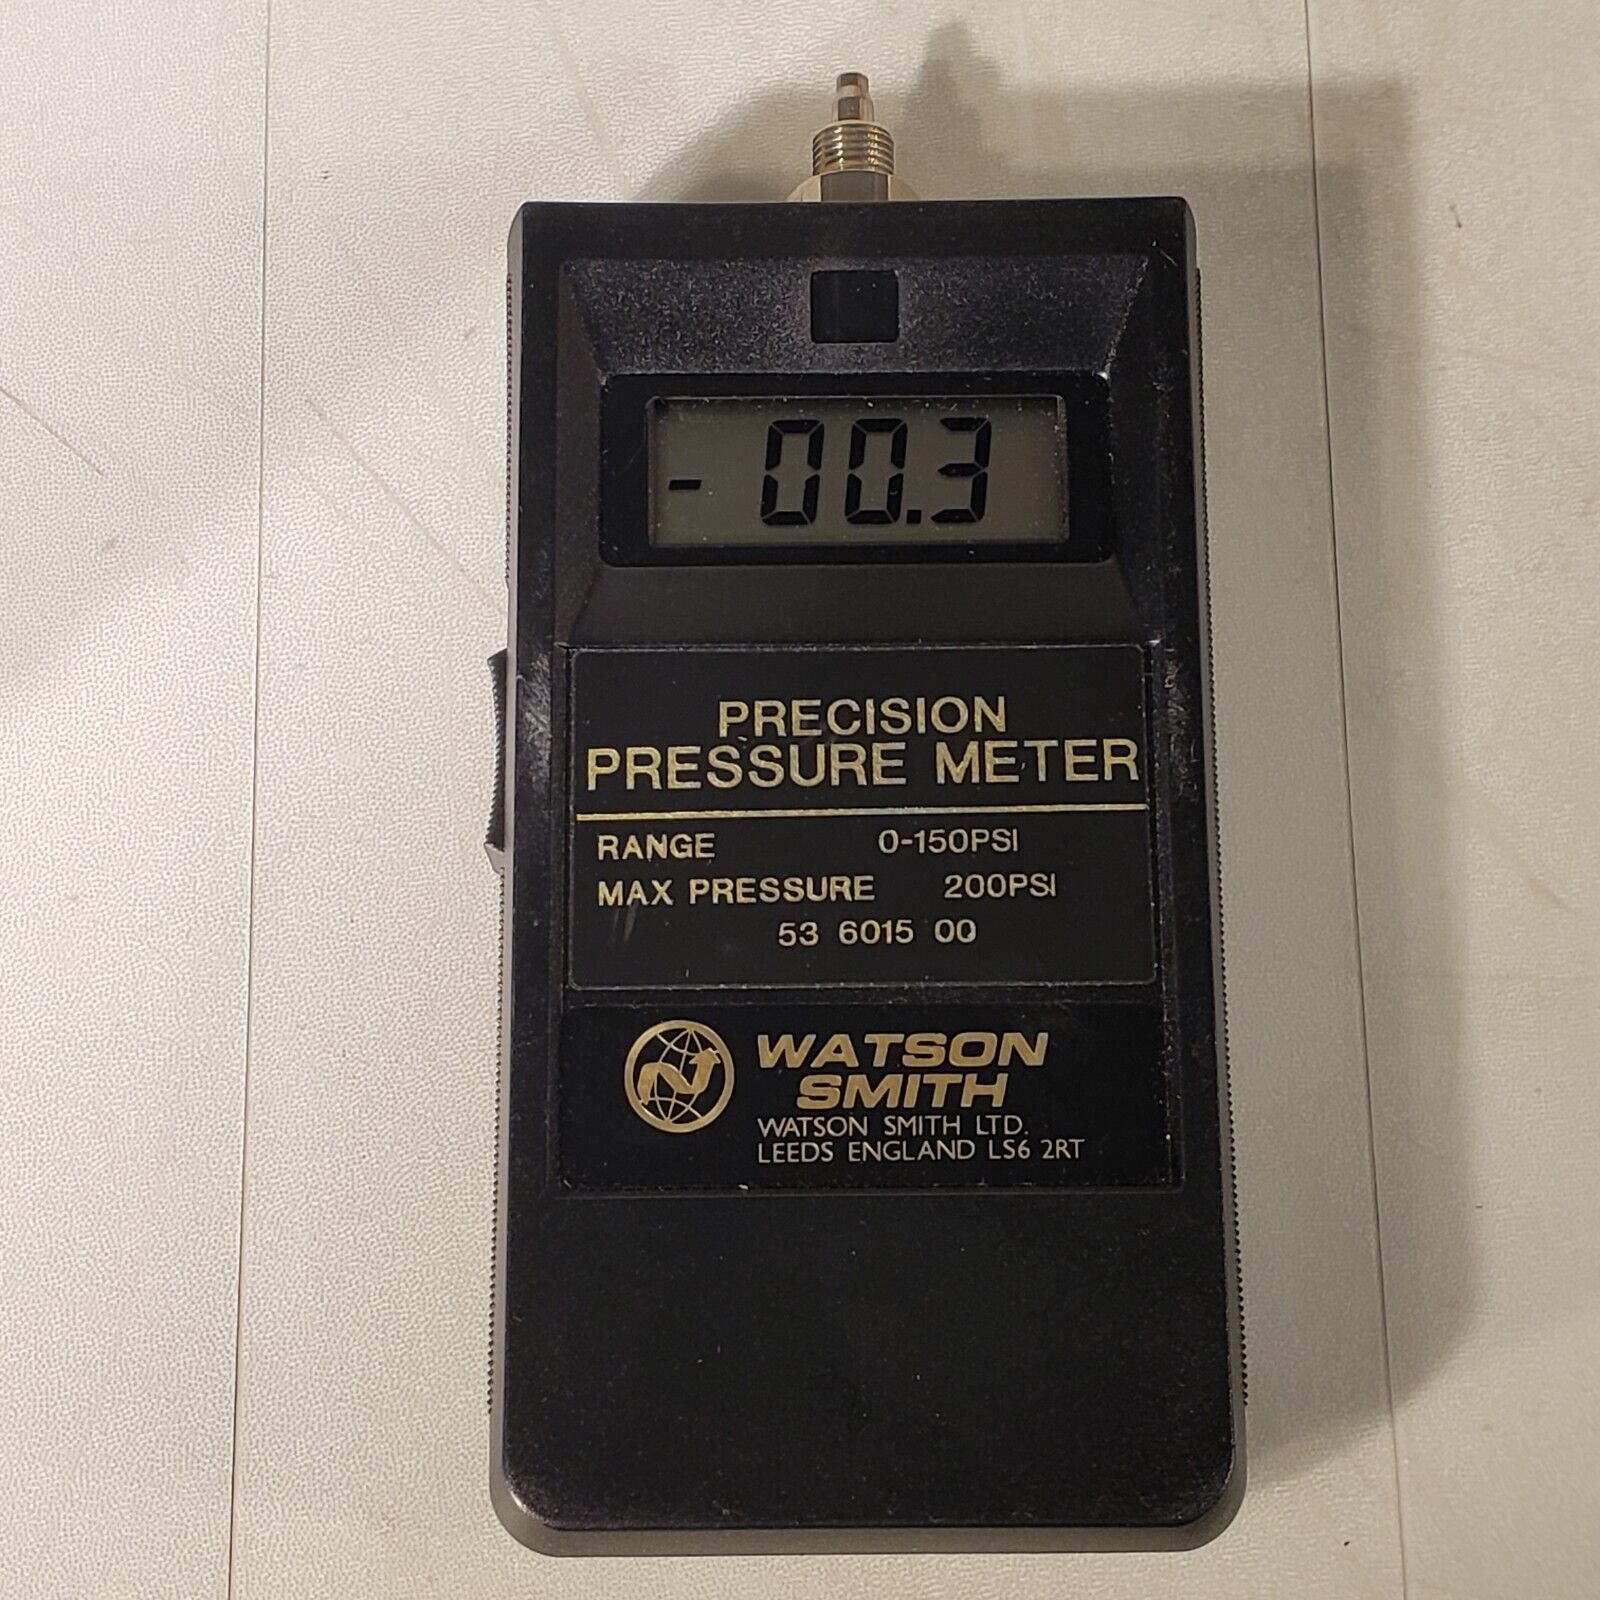 - 00.3
PRECISION
PRESSURE METER
RANGE 0-150PSI
MAX PRESSURE 200PSI
53 6015 00
WATSON
SMITH
WATSON SMITH LTD.
LEEDS ENGLAND LS6 2RT